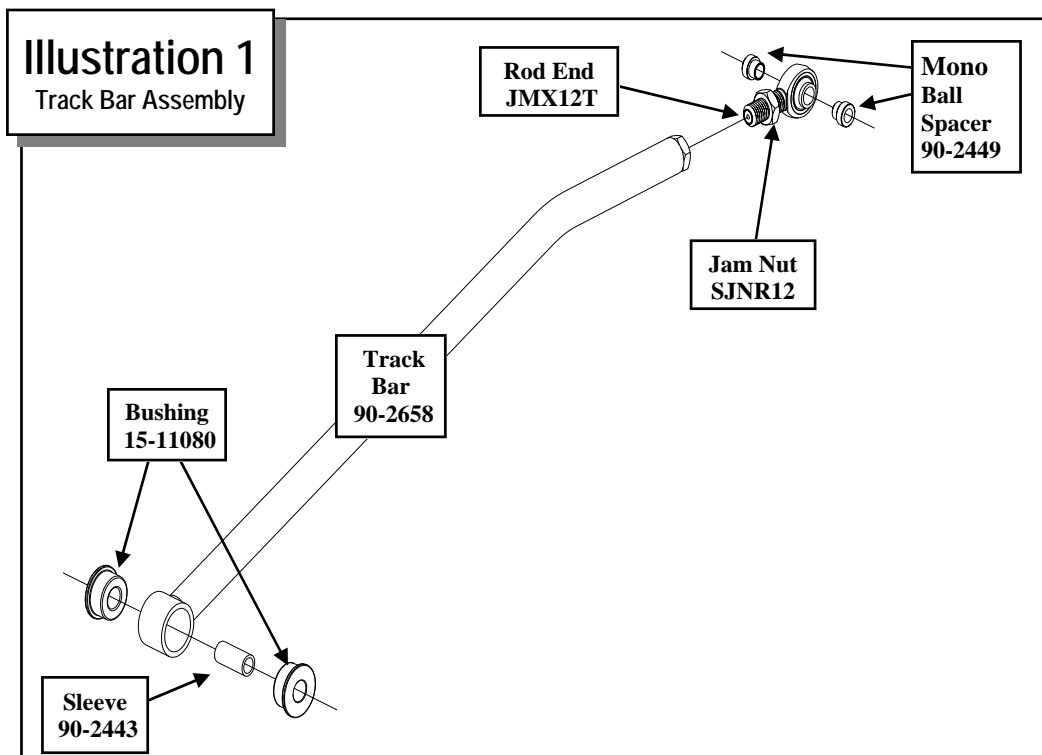 Illustration 1
Track Bar Assembly
Rod End
JMX12T
Mono
Ball
Spacer
90-2449
Jam Nut
SJNR12
Track
Bar
90-2658
Bushing
15-11080
Sleeve
90-2443